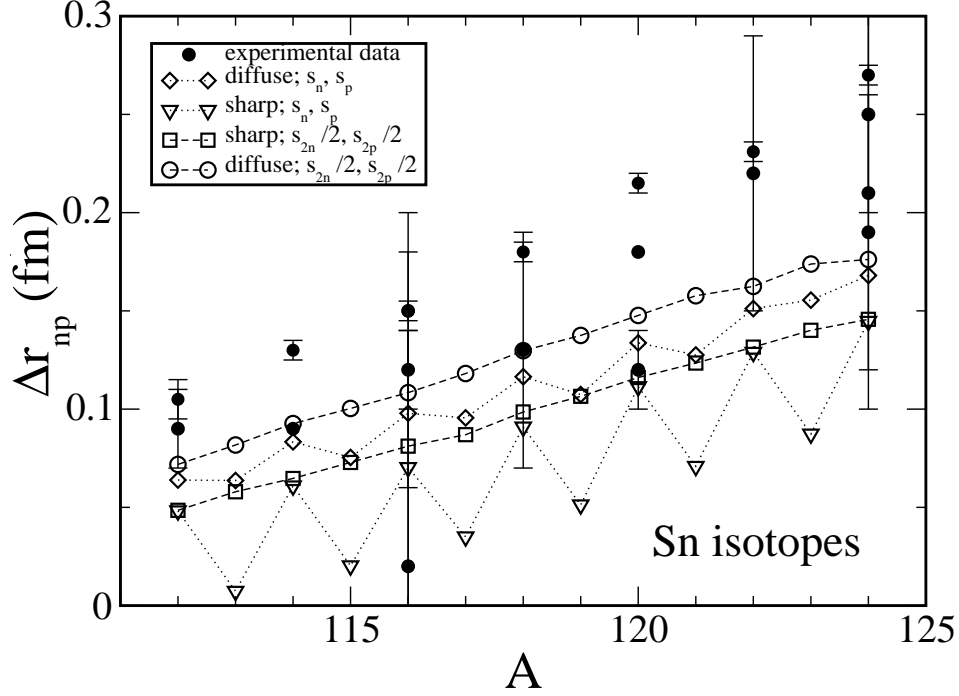 0.3
experimental data
diffuse; s_n, s_p
sharp; s_n, s_p
sharp; s_2n /2, s_2p /2
diffuse; s_2n /2, s_2p /2
0.2
Δr_np (fm)
0.1
Sn isotopes
0
115
120
125
A